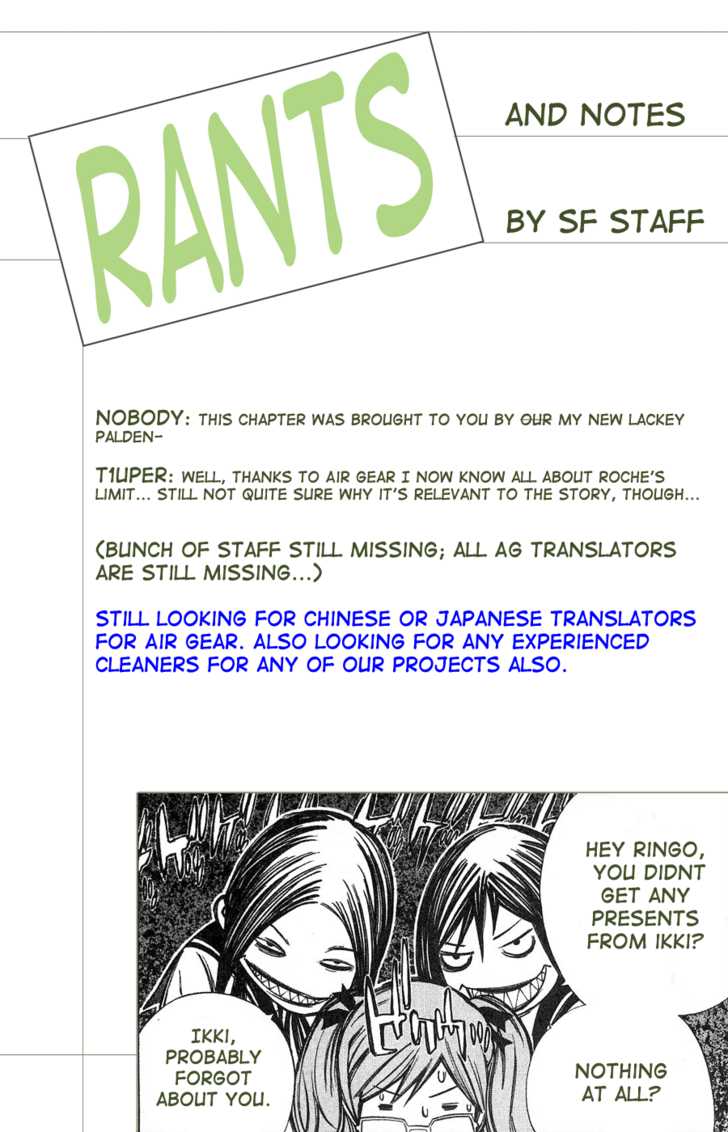 RANTS
AND NOTES
BY SF STAFF
NOBODY: THIS CHAPTER WAS BROUGHT TO YOU BY OUR MY NEW LACKEY
PALDEN-
T1UPER: WELL, THANKS TO AIR GEAR I NOW KNOW ALL ABOUT ROCHE'S
LIMIT... STILL NOT QUITE SURE WHY IT'S RELEVANT TO THE STORY, THOUGH...
(BUNCH OF STAFF STILL MISSING; ALL AG TRANSLATORS
ARE STILL MISSING...)
STILL LOOKING FOR CHINESE OR JAPANESE TRANSLATORS
FOR AIR GEAR. ALSO LOOKING FOR ANY EXPERIENCED
CLEANERS FOR ANY OF OUR PROJECTS ALSO.
HEY RINGO,
YOU DIDNT
GET ANY
PRESENTS
FROM IKKI?
NOTHING
AT ALL?
IKKI,
PROBABLY
FORGOT
ABOUT YOU.